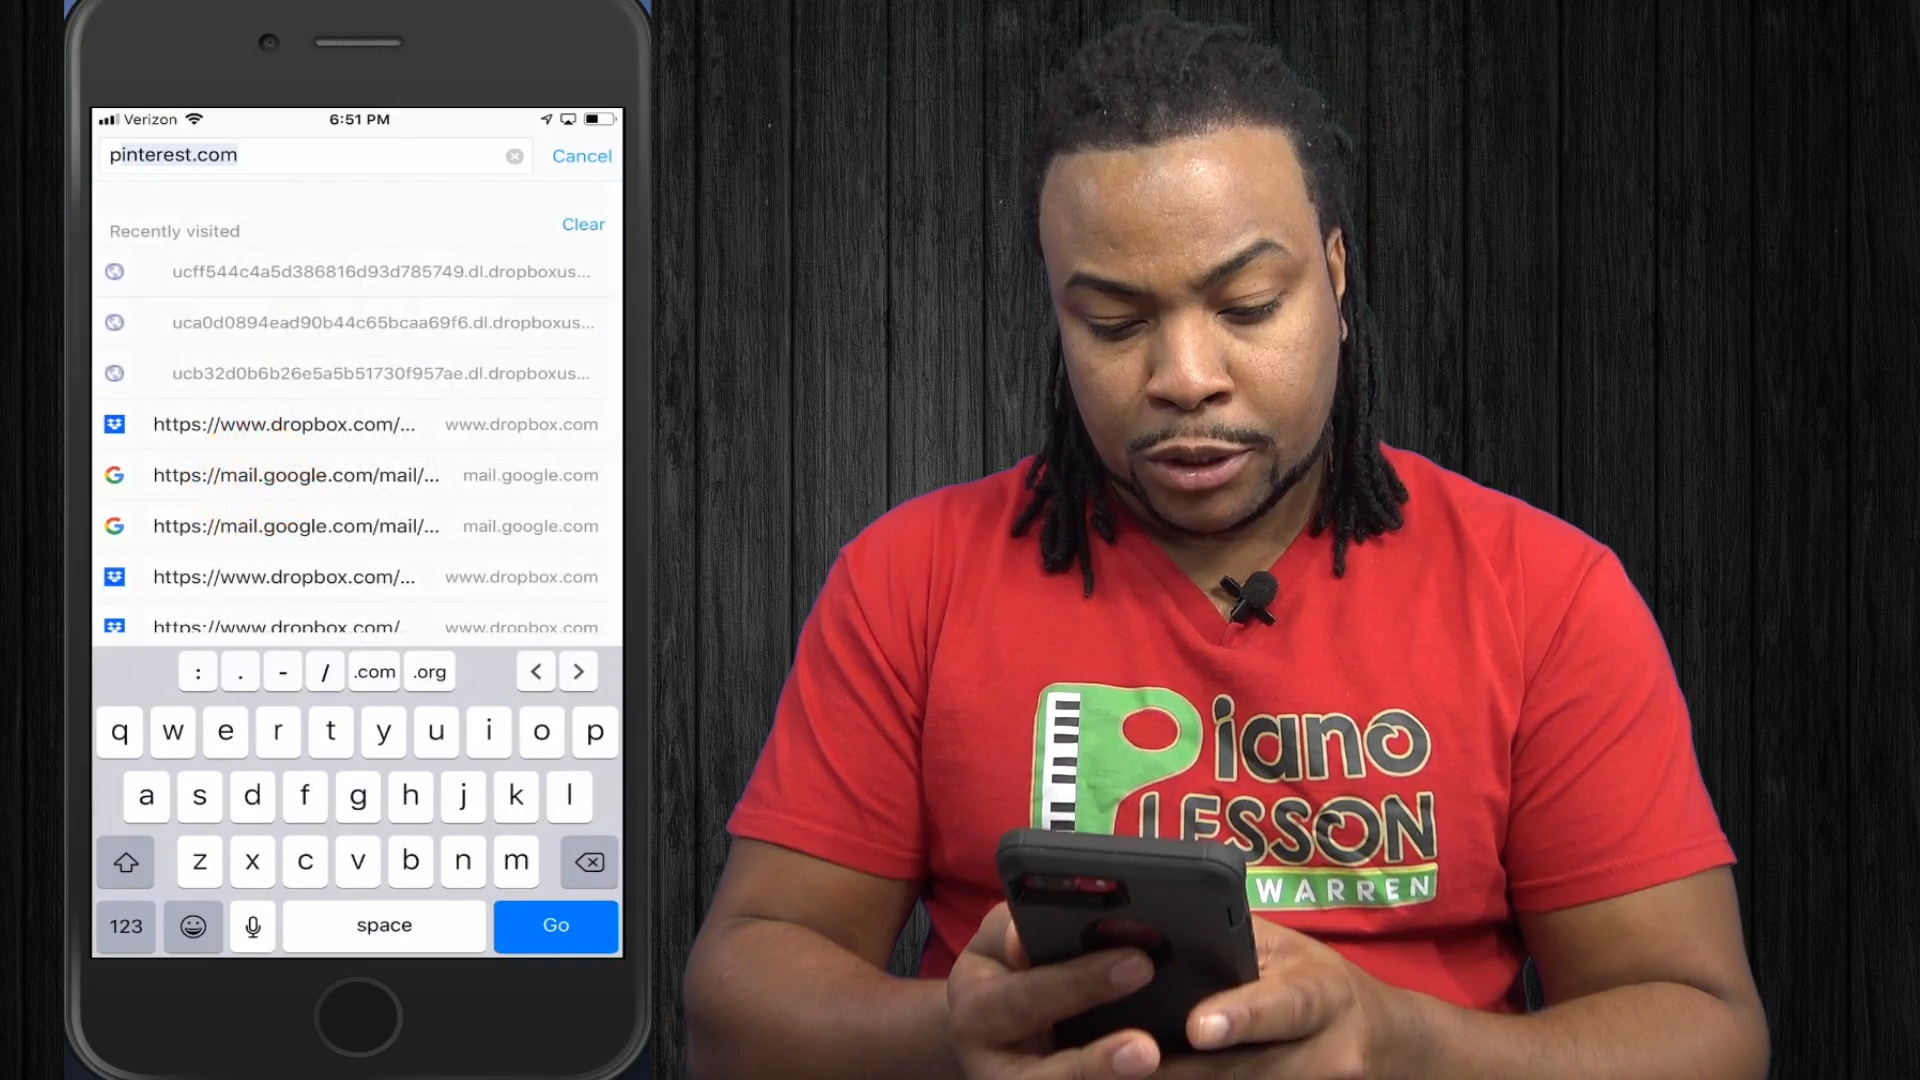 Verizon 6:51 PM
pinterest.com Cancel
Recently visited Clear
ucff544c4a5d386816d93d785749.dl.dropboxus...
uca0d0894ead90b44c65bcaa69f6.dl.dropboxus...
ucb32d0b6b26e5a5b51730f957ae.dl.dropboxus...
https://www.dropbox.com/... www.dropbox.com
https://mail.google.com/mail/... mail.google.com
https://mail.google.com/mail/... mail.google.com
https://www.dropbox.com/... www.dropbox.com
https://www.dropbox.com/... www.dropbox.com
: . - / .com .org < >
q w e r t y u i o p
a s d f g h j k l
z x c v b n m
123 space Go
Piano
LESSON
WARREN